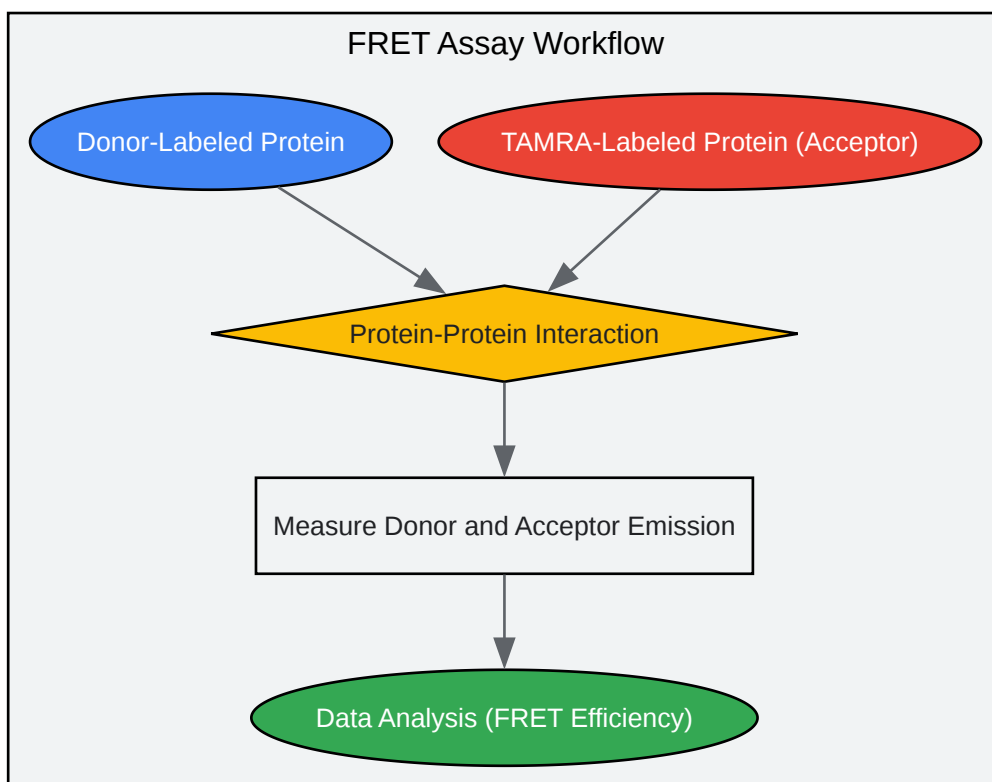 FRET Assay Workflow
Donor-Labeled Protein
TAMRA-Labeled Protein (Acceptor)
Protein-Protein Interaction
Measure Donor and Acceptor Emission
Data Analysis (FRET Efficiency)